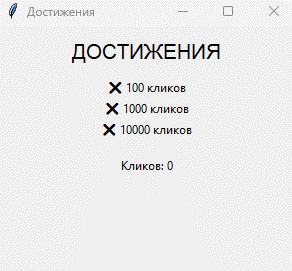 Достижения
ДОСТИЖЕНИЯ
❌ 100 кликов
❌ 1000 кликов
❌ 10000 кликов
Кликов: 0